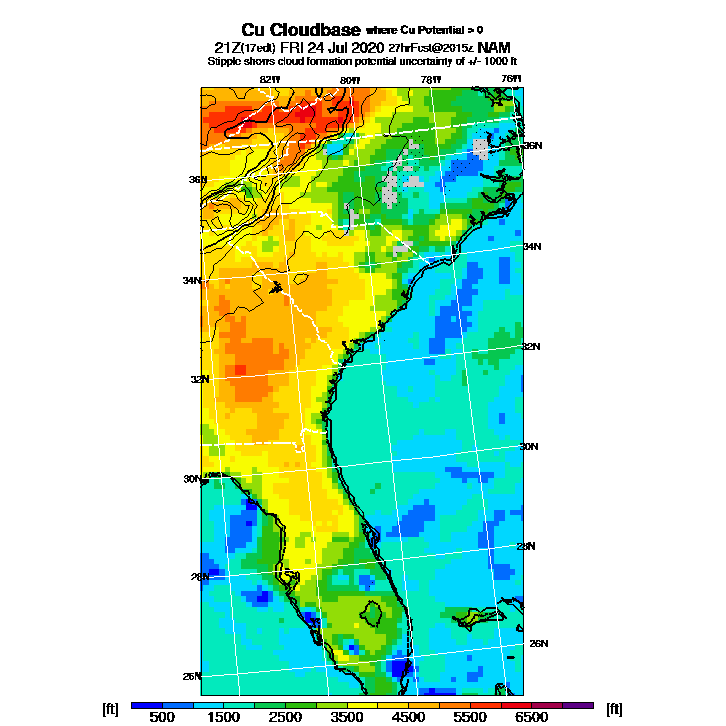 Cu Cloudbase where Cu Potential > 0
21Z(17edt) FRI 24 Jul 2020 27hrFcst@2015z NAM
Stipple shows cloud formation potential uncertainty of +/- 1000 ft
82W 80W 78W 76W
36N
36N
34N
34N
32N
32N
30N
30N
28N
28N
26N
26N
[ft] [ft]
500 1500 2500 3500 4500 5500 6500